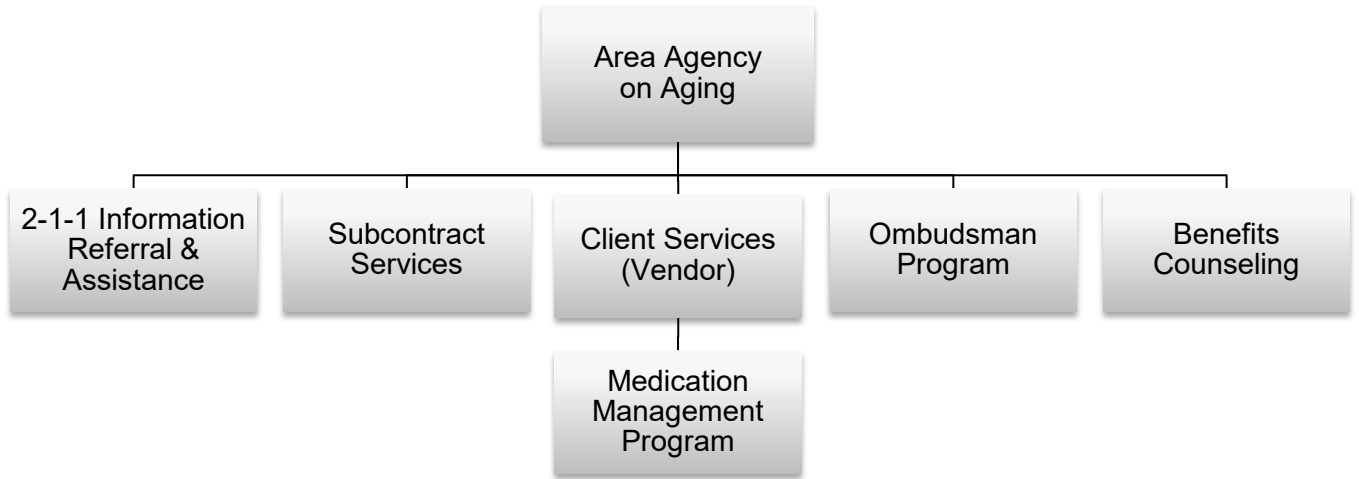 Area Agency
on Aging
2-1-1 Information
Referral &
Assistance
Subcontract
Services
Client Services
(Vendor)
Ombudsman
Program
Benefits
Counseling
Medication
Management
Program